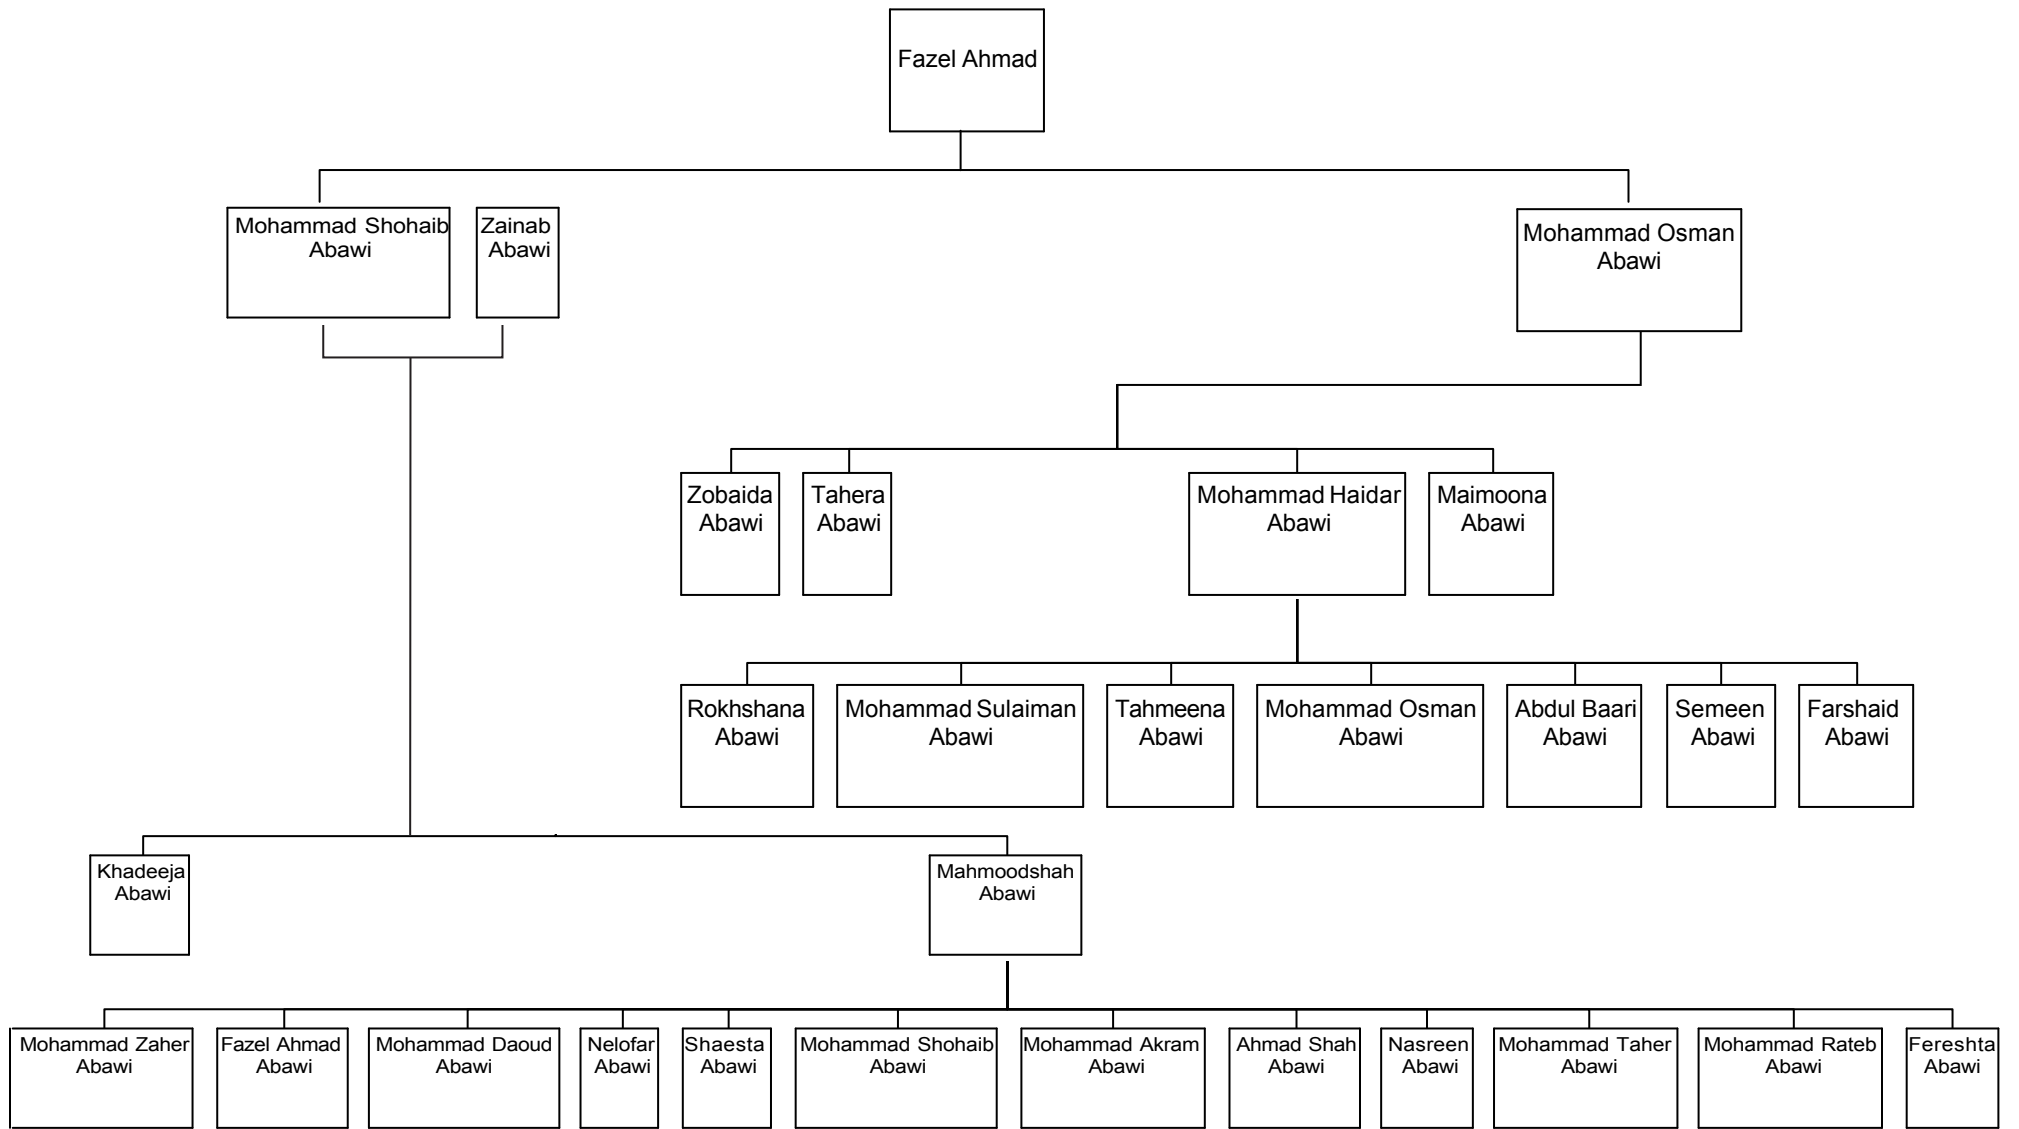 Fazel Ahmad
Mohammad Shohaib
Abawi
Zainab
Abawi
Mohammad Osman
Abawi
Zobaida
Abawi
Tahera
Abawi
Mohammad Haidar
Abawi
Maimoona
Abawi
Rokhshana
Abawi
Mohammad Sulaiman
Abawi
Tahmeena
Abawi
Mohammad Osman
Abawi
Abdul Baari
Abawi
Semeen
Abawi
Farshaid
Abawi
Khadeeja
Abawi
Mahmoodshah
Abawi
Mohammad Zaher
Abawi
Fazel Ahmad
Abawi
Mohammad Daoud
Abawi
Nelofar
Abawi
Shaesta
Abawi
Mohammad Shohaib
Abawi
Mohammad Akram
Abawi
Ahmad Shah
Abawi
Nasreen
Abawi
Mohammad Taher
Abawi
Mohammad Rateb
Abawi
Fereshta
Abawi